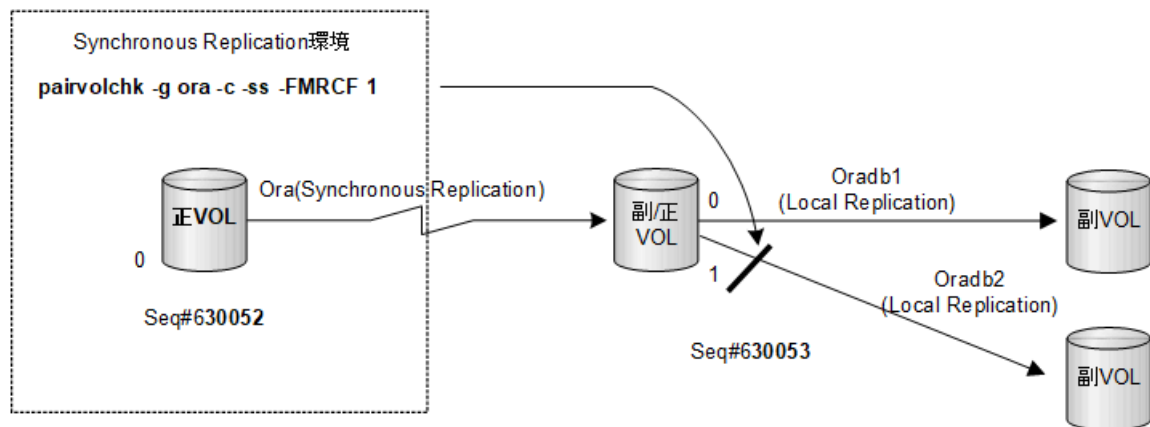 Synchronous Replication環境
pairvolchk -g ora -c -ss -FMRCF 1
正VOL
0
Seq#630052
Ora(Synchronous Replication)
副/正
VOL
0
1
Seq#630053
Oradb1
(Local Replication)
副VOL
Oradb2
(Local Replication)
副VOL